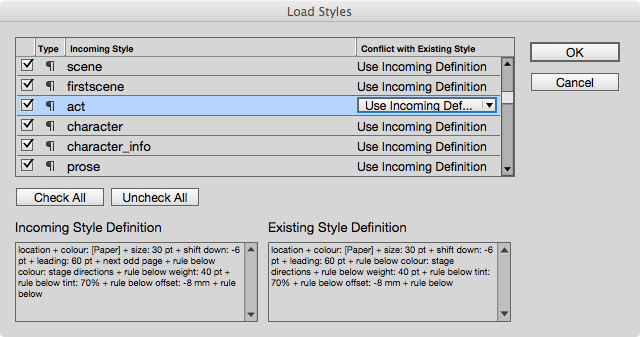 Load Styles
Type Incoming Style Conflict with Existing Style
¶ scene Use Incoming Definition
¶ firstscene Use Incoming Definition
¶ act Use Incoming Def...
¶ character Use Incoming Definition
¶ character_info Use Incoming Definition
¶ prose Use Incoming Definition
OK
Cancel
Check All Uncheck All
Incoming Style Definition
location + colour: [Paper] + size: 30 pt + shift down: -6
pt + leading: 60 pt + next odd page + rule below
colour: stage directions + rule below weight: 40 pt +
rule below tint: 70% + rule below offset: -8 mm + rule
below
Existing Style Definition
location + colour: [Paper] + size: 30 pt + shift down: -6
pt + leading: 60 pt + rule below colour: stage
directions + rule below weight: 40 pt + rule below tint:
70% + rule below offset: -8 mm + rule below